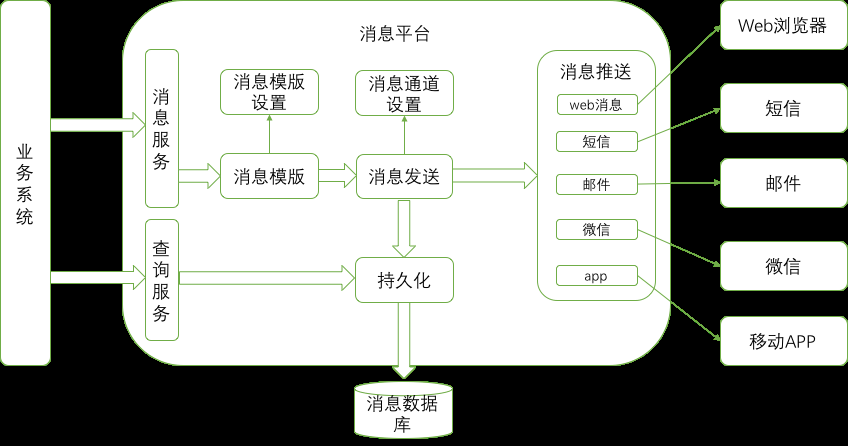 业
务
系
统
消息平台
消
息
服
务
消息模版
设置
消息通道
设置
消息模版
消息发送
查
询
服
务
持久化
消息数据
库
消息推送
web消息
短信
邮件
微信
app
Web浏览器
短信
邮件
微信
移动APP